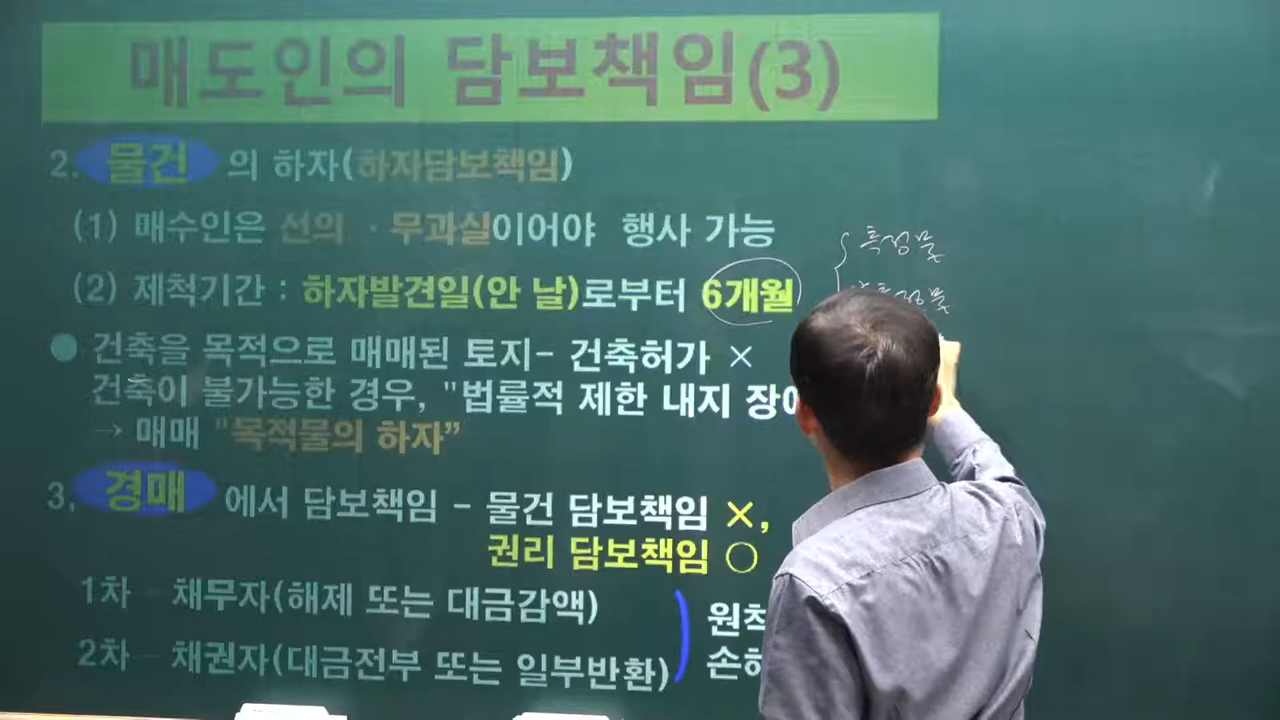 매도인의 담보책임(3)
2. 물건 의 하자(하자담보책임)
(1) 매수인은 선의 · 무과실이어야 행사 가능
(2) 제척기간 : 하자발견일(안 날)로부터 6개월
특정물
● 건축을 목적으로 매매된 토지- 건축허가 ×
건축이 불가능한 경우, "법률적 제한 내지
→ 매매 "목적물의 하자"
3. 경매 에서 담보책임 - 물건 담보책임 ×,
권리 담보책임 ○
1차 - 채무자(해제 또는 대금감액)
2차 - 채권자(대금전부 또는 일부반환)